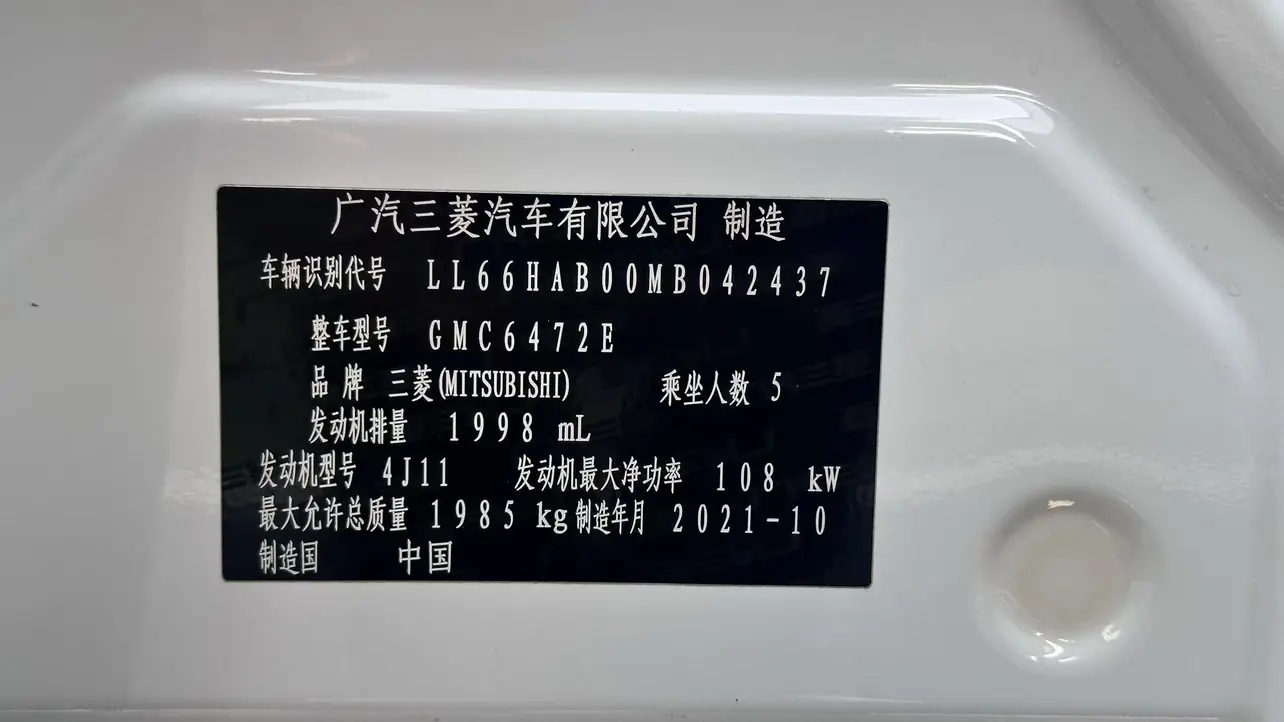 广汽三菱汽车有限公司 制造
车辆识别代号 LL66HAB00MB042437
整车型号 GMC6472E
品 牌 三菱(MITSUBISHI) 乘坐人数 5
发动机排量 1998 mL
发动机型号 4J11 发动机最大净功率 108 kW
最大允许总质量 1985 kg 制造年月 2021-10
制造国 中国